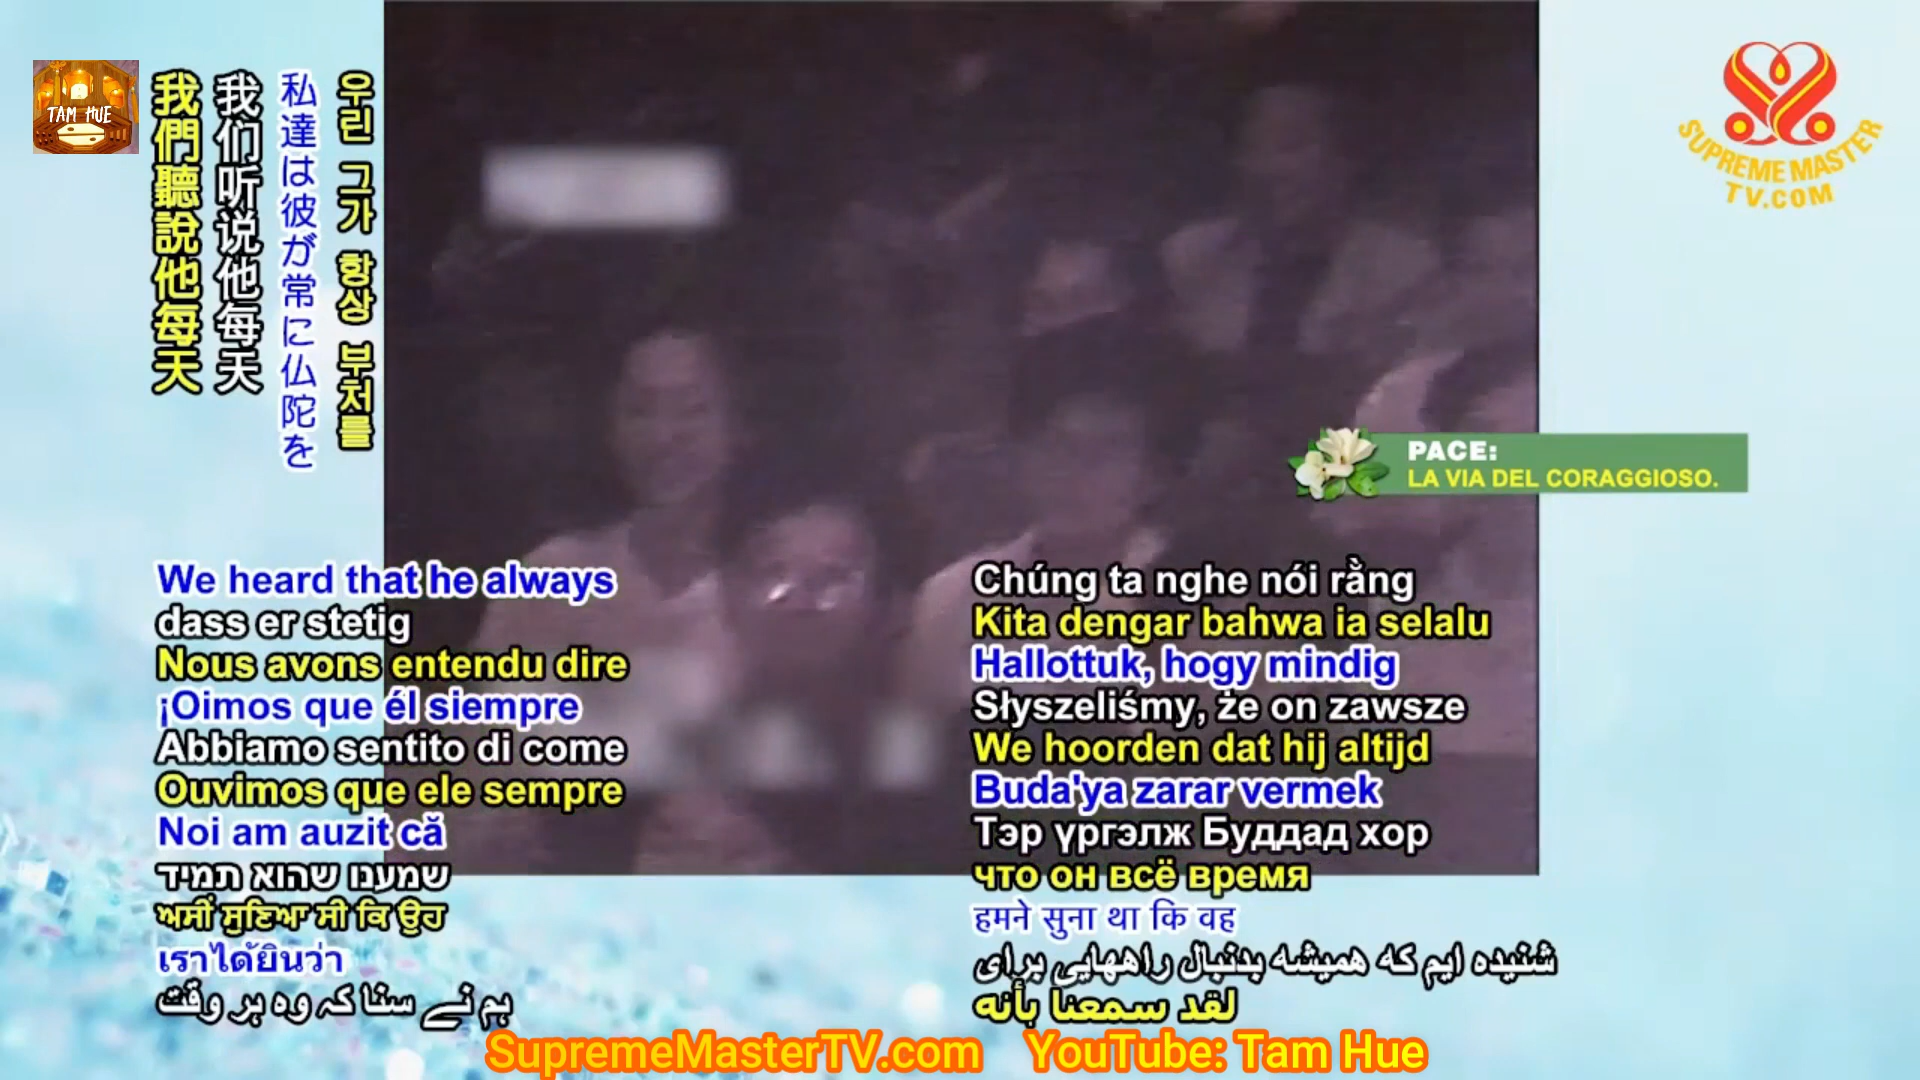 TAM HUE
我們聽說他每天
我们听说他每天
私達は彼が常に仏陀を
우린 그가 항상 부처를
SUPREME MASTER
TV.COM
PACE:
LA VIA DEL CORAGGIOSO.
We heard that he always
dass er stetig
Nous avons entendu dire
¡Oimos que él siempre
Abbiamo sentito di come
Ouvimos que ele sempre
Noi am auzit că
שמענו שהוא תמיד
ਅਸੀਂ ਸੁਣਿਆ ਸੀ ਕਿ ਉਹ
เราได้ยินว่า
ہم نے سنا کہ وہ ہر وقت
Chúng ta nghe nói rằng
Kita dengar bahwa ia selalu
Hallottuk, hogy mindig
Słyszeliśmy, że on zawsze
We hoorden dat hij altijd
Buda'ya zarar vermek
Тэр үргэлж Буддад хор
что он всё время
हमने सुना था कि वह
شنیده ایم که همیشه بدنبال راههایی برای
لقد سمعنا بأنه
SupremeMasterTV.com YouTube: Tam Hue